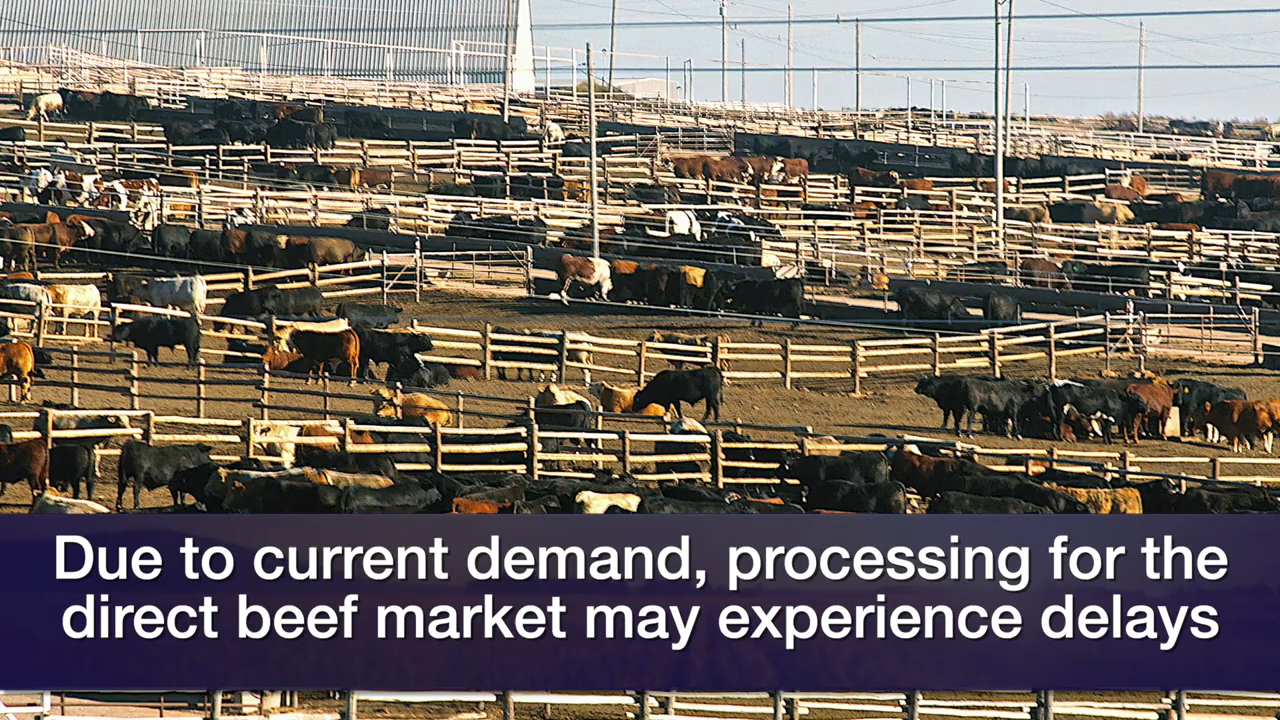 Due to current demand, processing for the
direct beef market may experience delays